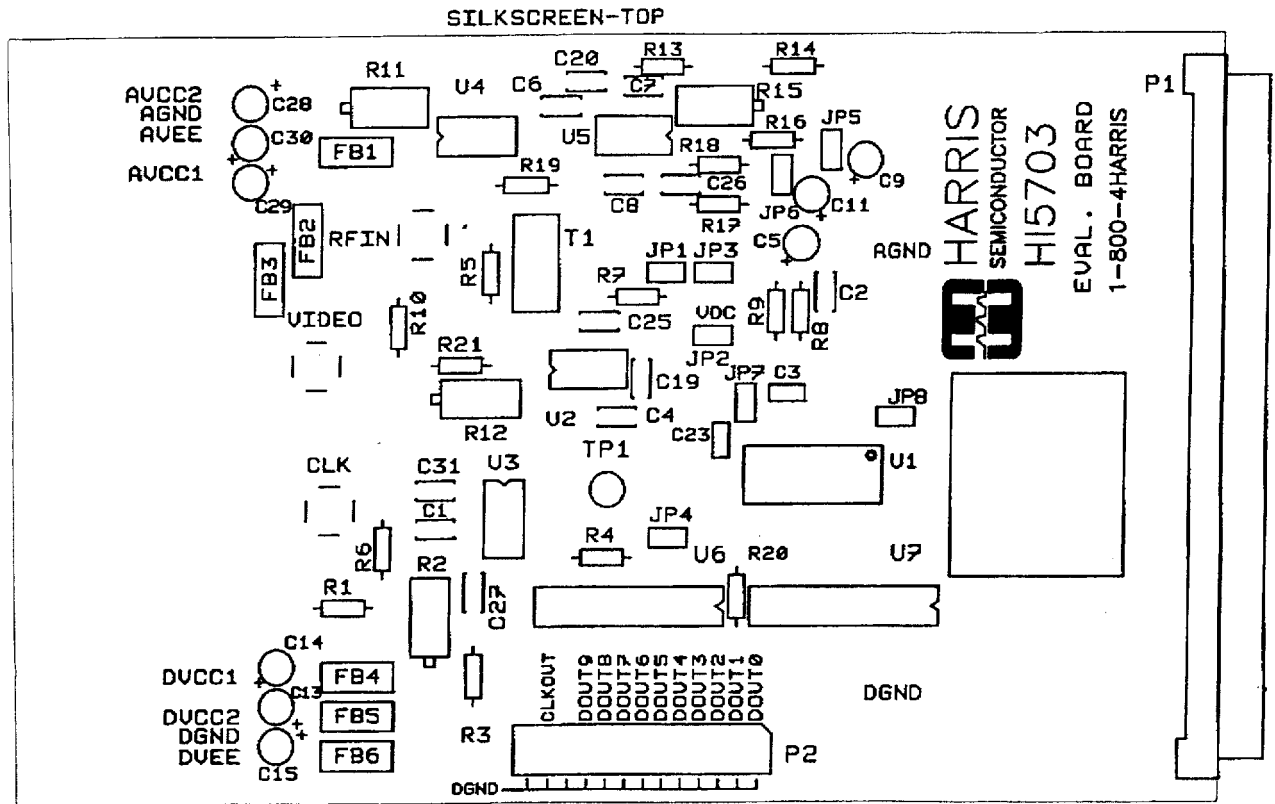 SILKSCREEN-TOP
R13
R14
C20
R11
U4
C6
C7
P1
AVCC2
AGND
AVEE
AVCC1
C28
C30
C29
FB1
U5
R15
JP5
R16
R18
R19
C8
C26
C9
JP6
C11
R17
HARRIS
SEMICONDUCTOR
HI5703
EVAL. BOARD
1-800-4HARRIS
FB2
RFIN
FB3
T1
R5
C5
AGND
JP1
JP3
R7
C2
R10
VIDEO
C25
VDC
R9
R8
R21
JP2
C19
JP7
C3
JP8
R12
U2
C4
C23
TP1
U1
CLK
C31
U3
C1
JP4
R6
R2
R4
U6
R20
U7
R1
C27
C14
DVCC1
FB4
C13
DVCC2
FB5
DGND
DVEE
C15
FB6
R3
CLKOUT
DOUT9
DOUT8
DOUT7
DOUT6
DOUT5
DOUT4
DOUT3
DOUT2
DOUT1
DOUT0
DGND
P2
DGND